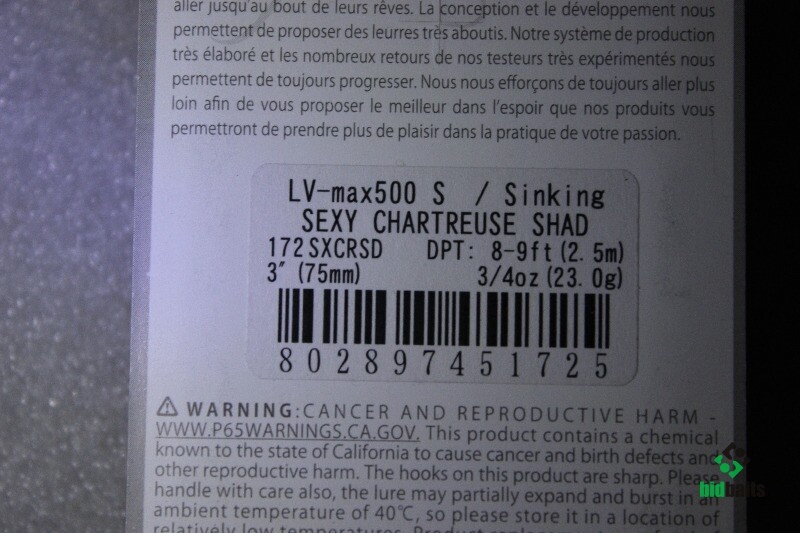 aller jusqu'au bout de leurs rêves. La conception et le développement nous
permettent de proposer des leurres très aboutis. Notre système de production
très élaboré et les nombreux retours de nos testeurs très expérimentés nous
permettent de toujours progresser. Nous nous efforçons de toujours aller plus
loin afin de vous proposer le meilleur dans l'espoir que nos produits vous
permettront de prendre plus de plaisir dans la pratique de votre passion.
LV-max500 S / Sinking
SEXY CHARTREUSE SHAD
172SXCRSD DPT: 8-9ft(2.5m)
3" (75mm) 3/4oz(23.0g)
802897451725
⚠ WARNING:CANCER AND REPRODUCTIVE HARM -
WWW.P65WARNINGS.CA.GOV. This product contains a chemical
known to the state of California to cause cancer and birth defects and
other reproductive harm. The hooks on this product are sharp. Please
handle with care also, the lure may partially expand and burst in an
ambient temperature of 40℃, so please store it in a location of
relatively low temperatures. Product
bidbaits